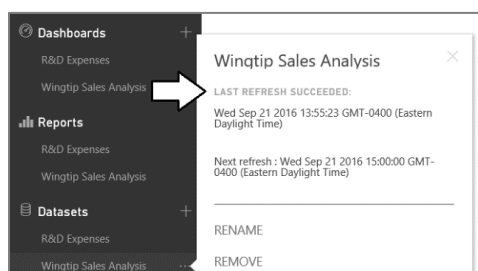 Dashboards
R&D Expenses
Wingtip Sales Analysis
Reports
R&D Expenses
Wingtip Sales Analysis
Datasets
R&D Expenses
Wingtip Sales Analysis
Wingtip Sales Analysis
LAST REFRESH SUCCEEDED:
Wed Sep 21 2016 13:55:23 GMT-0400 (Eastern
Daylight Time)
Next refresh : Wed Sep 21 2016 15:00:00 GMT-
0400 (Eastern Daylight Time)
RENAME
REMOVE